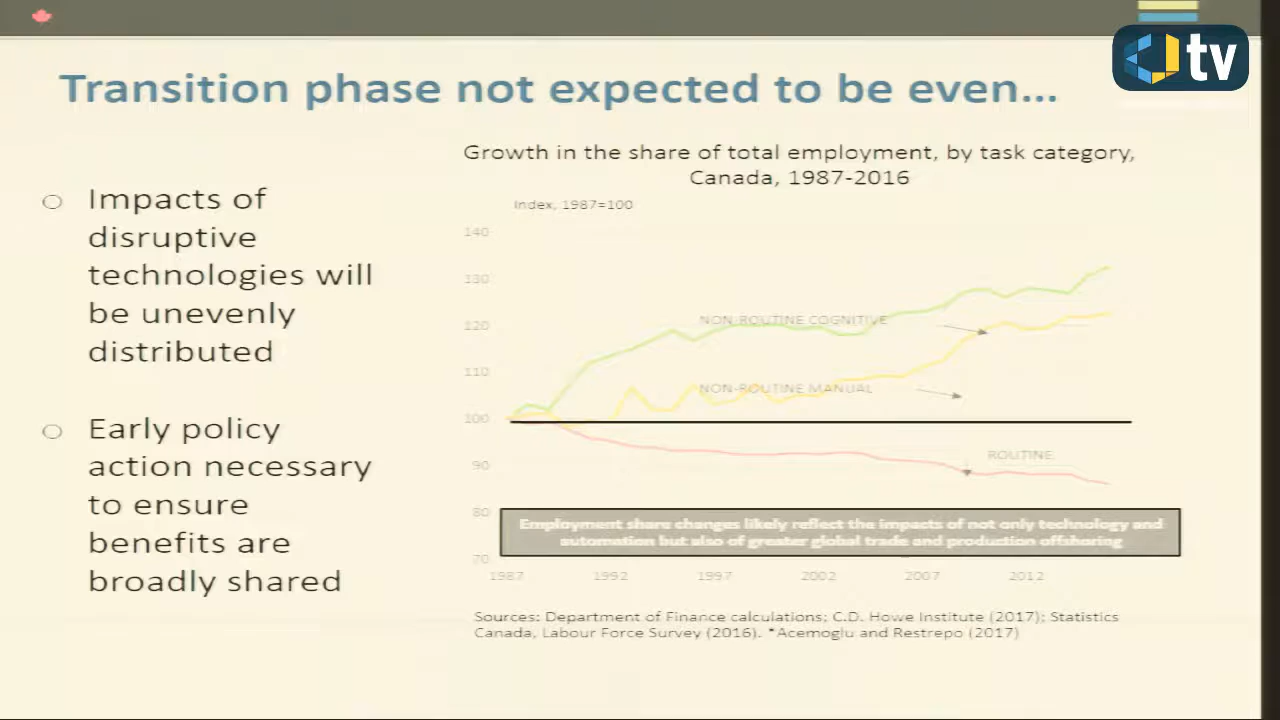 tv
Transition phase not expected to be even...
Impacts of
disruptive
technologies will
be unevenly
distributed
Early policy
action necessary
to ensure
benefits are
broadly shared
Growth in the share of total employment, by task category,
Canada, 1987-2016
Index, 1987=100
140
130
120
110
100
90
80
70
NON-ROUTINE COGNITIVE
NON-ROUTINE MANUAL
ROUTINE
Employment share changes likely reflect the impacts of not only technology and
automation but also of greater global trade and production offshoring
1987 1992 1997 2002 2007 2012
Sources: Department of Finance calculations; C.D. Howe Institute (2017); Statistics
Canada, Labour Force Survey (2016). *Acemoglu and Restrepo (2017)